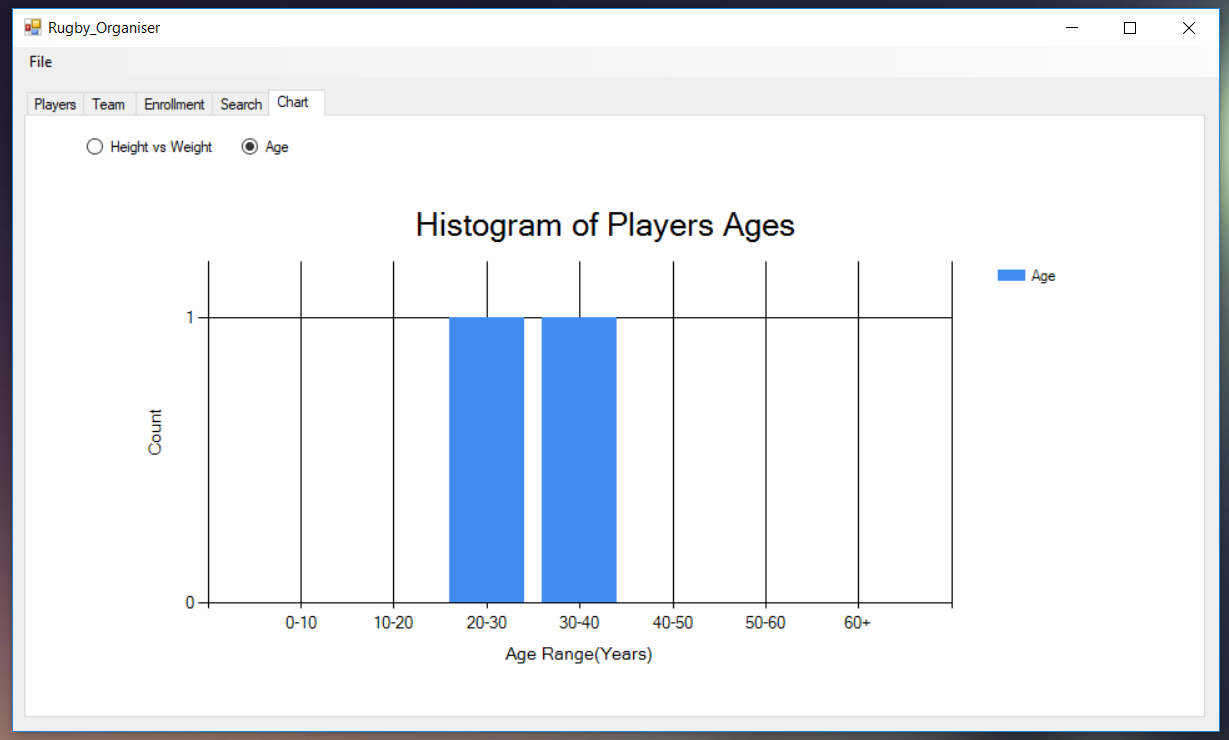 Rugby_Organiser
File
Players Team Enrollment Search Chart
Height vs Weight Age
Histogram of Players Ages
Age
1
Count
0
0-10 10-20 20-30 30-40 40-50 50-60 60+
Age Range(Years)